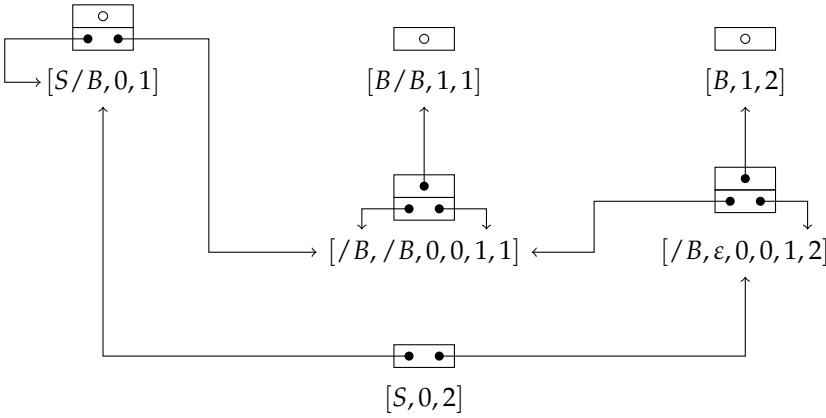 [S/B, 0, 1] [B/B, 1, 1] [B, 1, 2]
[/B, /B, 0, 0, 1, 1] [/B, ε, 0, 0, 1, 2]
[S, 0, 2]